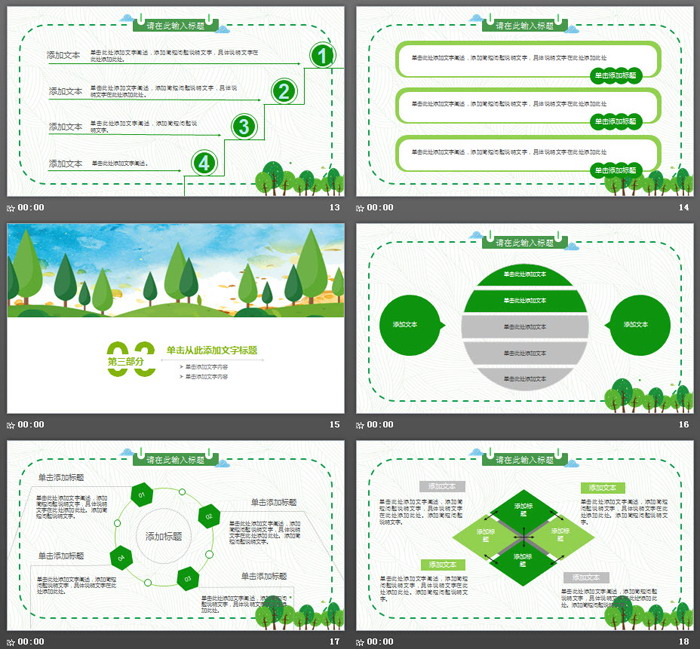 请在此输入标题
添加文本
单击此处添加文字阐述，添加简短问题说明文字，具体说明文字在
此处添加此处。
1
添加文本
单击此处添加文字阐述，添加简短问题说明文字，具体说
明文字在此处添加此处。
2
添加文本
单击此处添加文字阐述，添加简短问题说
明文字。
3
添加文本
单击此处添加文字阐述。
4
00:00
13
请在此输入标题
单击此处添加文字阐述，添加简短问题说明文字，具体说明文字在此处添加此处
单击添加标题
单击此处添加文字阐述，添加简短问题说明文字，具体说明文字在此处添加此处
单击添加标题
单击此处添加文字阐述，添加简短问题说明文字，具体说明文字在此处添加此处
单击添加标题
00:00
14
03
第三部分
单击从此添加文字标题
单击添加文字内容
单击添加文字内容
00:00
15
请在此输入标题
添加文本
单击此处添加文本
单击此处添加文本
单击此处添加文本
单击此处添加文本
单击此处添加文本
添加文本
00:00
16
请在此输入标题
单击添加标题
单击此处添加文字阐述，添加
简短问题说明文字，具体说明
文字在此处添加此处。添加简
短问题说明文字。
单击添加标题
单击此处添加文字阐述，添加简短
问题说明文字，具体说明文字在此
处添加此处。
添加标题
01
02
03
04
单击添加标题
单击此处添加文字阐述，添加简短问
题说明文字，具体说明文字在此处添
加此处。添加简短问题说明文字。
单击添加标题
单击此处添加文字阐述，添加简短问
题说明文字，具体说明文字在此处添
加此处。
00:00
17
请在此输入标题
添加文本
单击此处添加文字阐述，添加简
短问题说明文字，具体说明文字
在此处添加此处。添加简短问题
说明文字。
添加文本
单击此处添加文字阐述，添加简
短问题说明文字，具体说明文字
在此处添加此处。
添加标
题
添加标
题
添加标
题
添加标
题
添加文本
单击此处添加文字阐述，添加简
短问题说明文字，具体说明文字
在此处添加此处。添加简短问题
说明文字。
添加文本
00:00
18